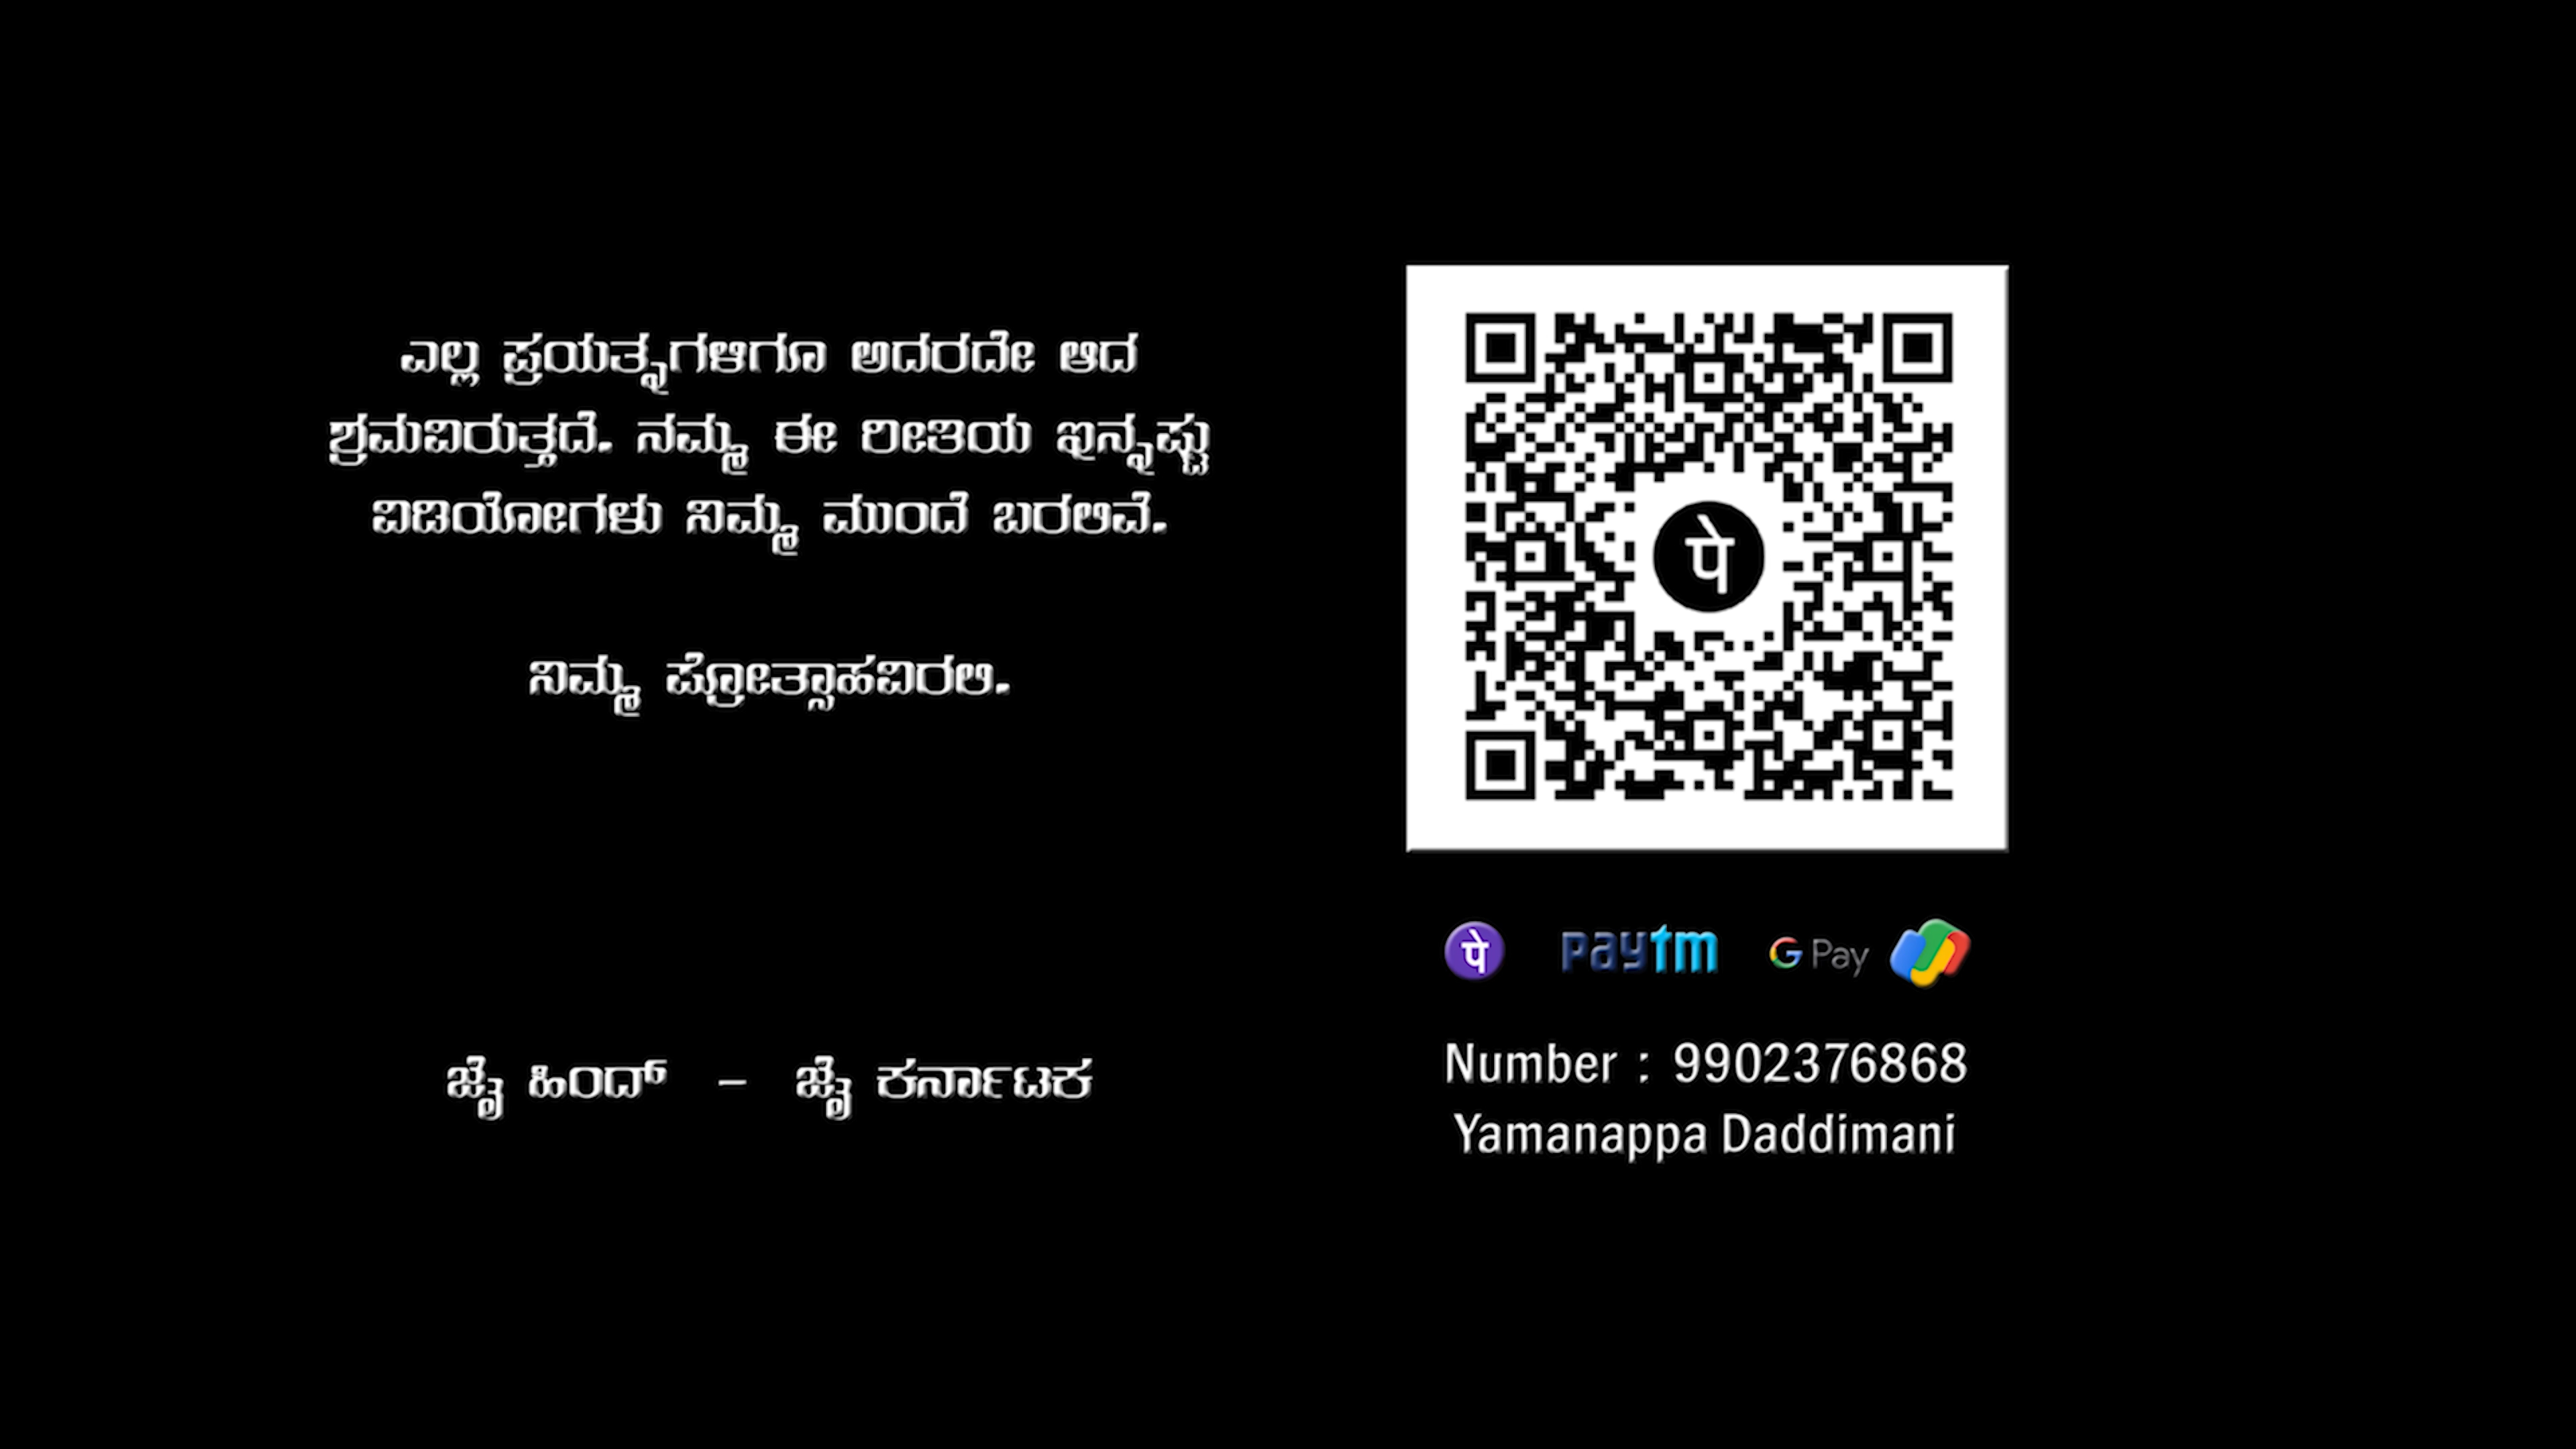 ಎಲ್ಲ ಪ್ರಯತ್ನಗಳಿಗೂ ಅದರದೇ ಆದ
ಶ್ರಮವಿರುತ್ತದೆ. ನಮ್ಮ ಈ ರೀತಿಯ ಇನ್ನಷ್ಟು
ವಿಡಿಯೋಗಳು ನಿಮ್ಮ ಮುಂದೆ ಬರಲಿವೆ.
ನಿಮ್ಮ ಪ್ರೋತ್ಸಾಹವಿರಲಿ.
ಜೈ ಹಿಂದ್ - ಜೈ ಕರ್ನಾಟಕ
पे
पे paytm G Pay
Number : 9902376868
Yamanappa Daddimani